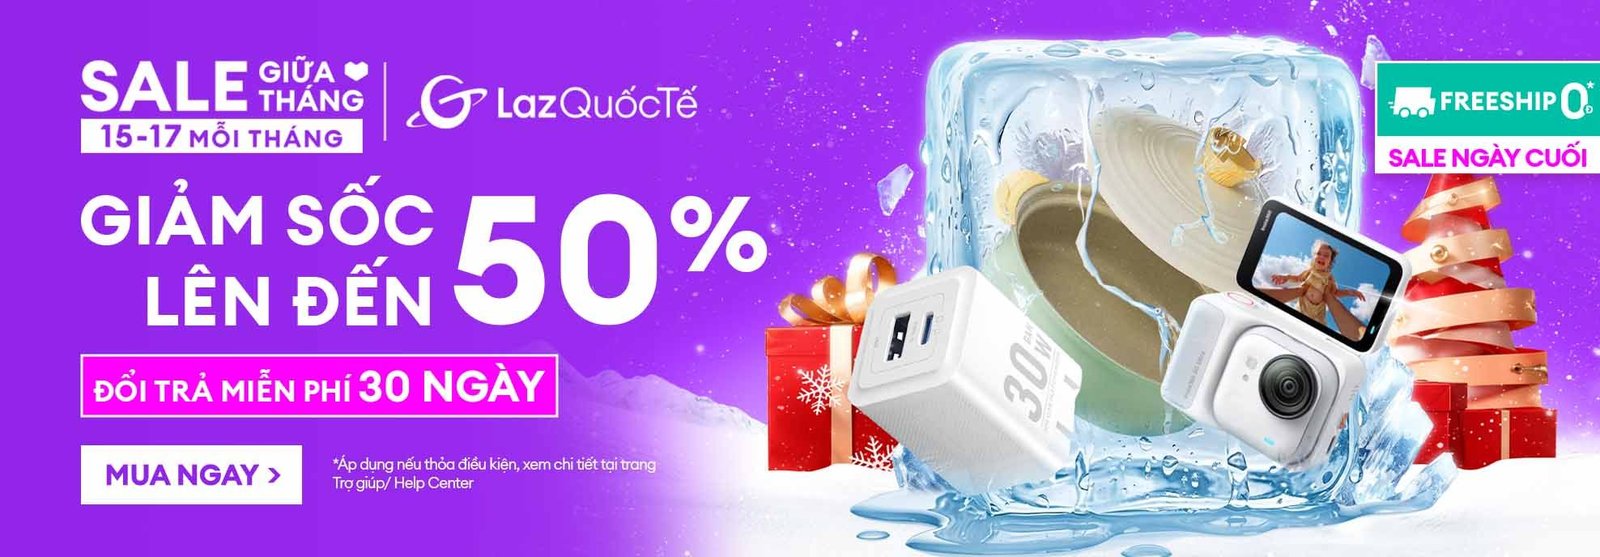 SALE GIỮA
THÁNG
15-17 MỖI THÁNG
LazQuốcTế
GIẢM SỐC
LÊN ĐẾN
50%
ĐỔI TRẢ MIỄN PHÍ 30 NGÀY
MUA NGAY >
*Áp dụng nếu thỏa điều kiện, xem chi tiết tại trang
Trợ giúp/ Help Center
FREESHIP 0Đ*
SALE NGÀY CUỐI
30W
GAN